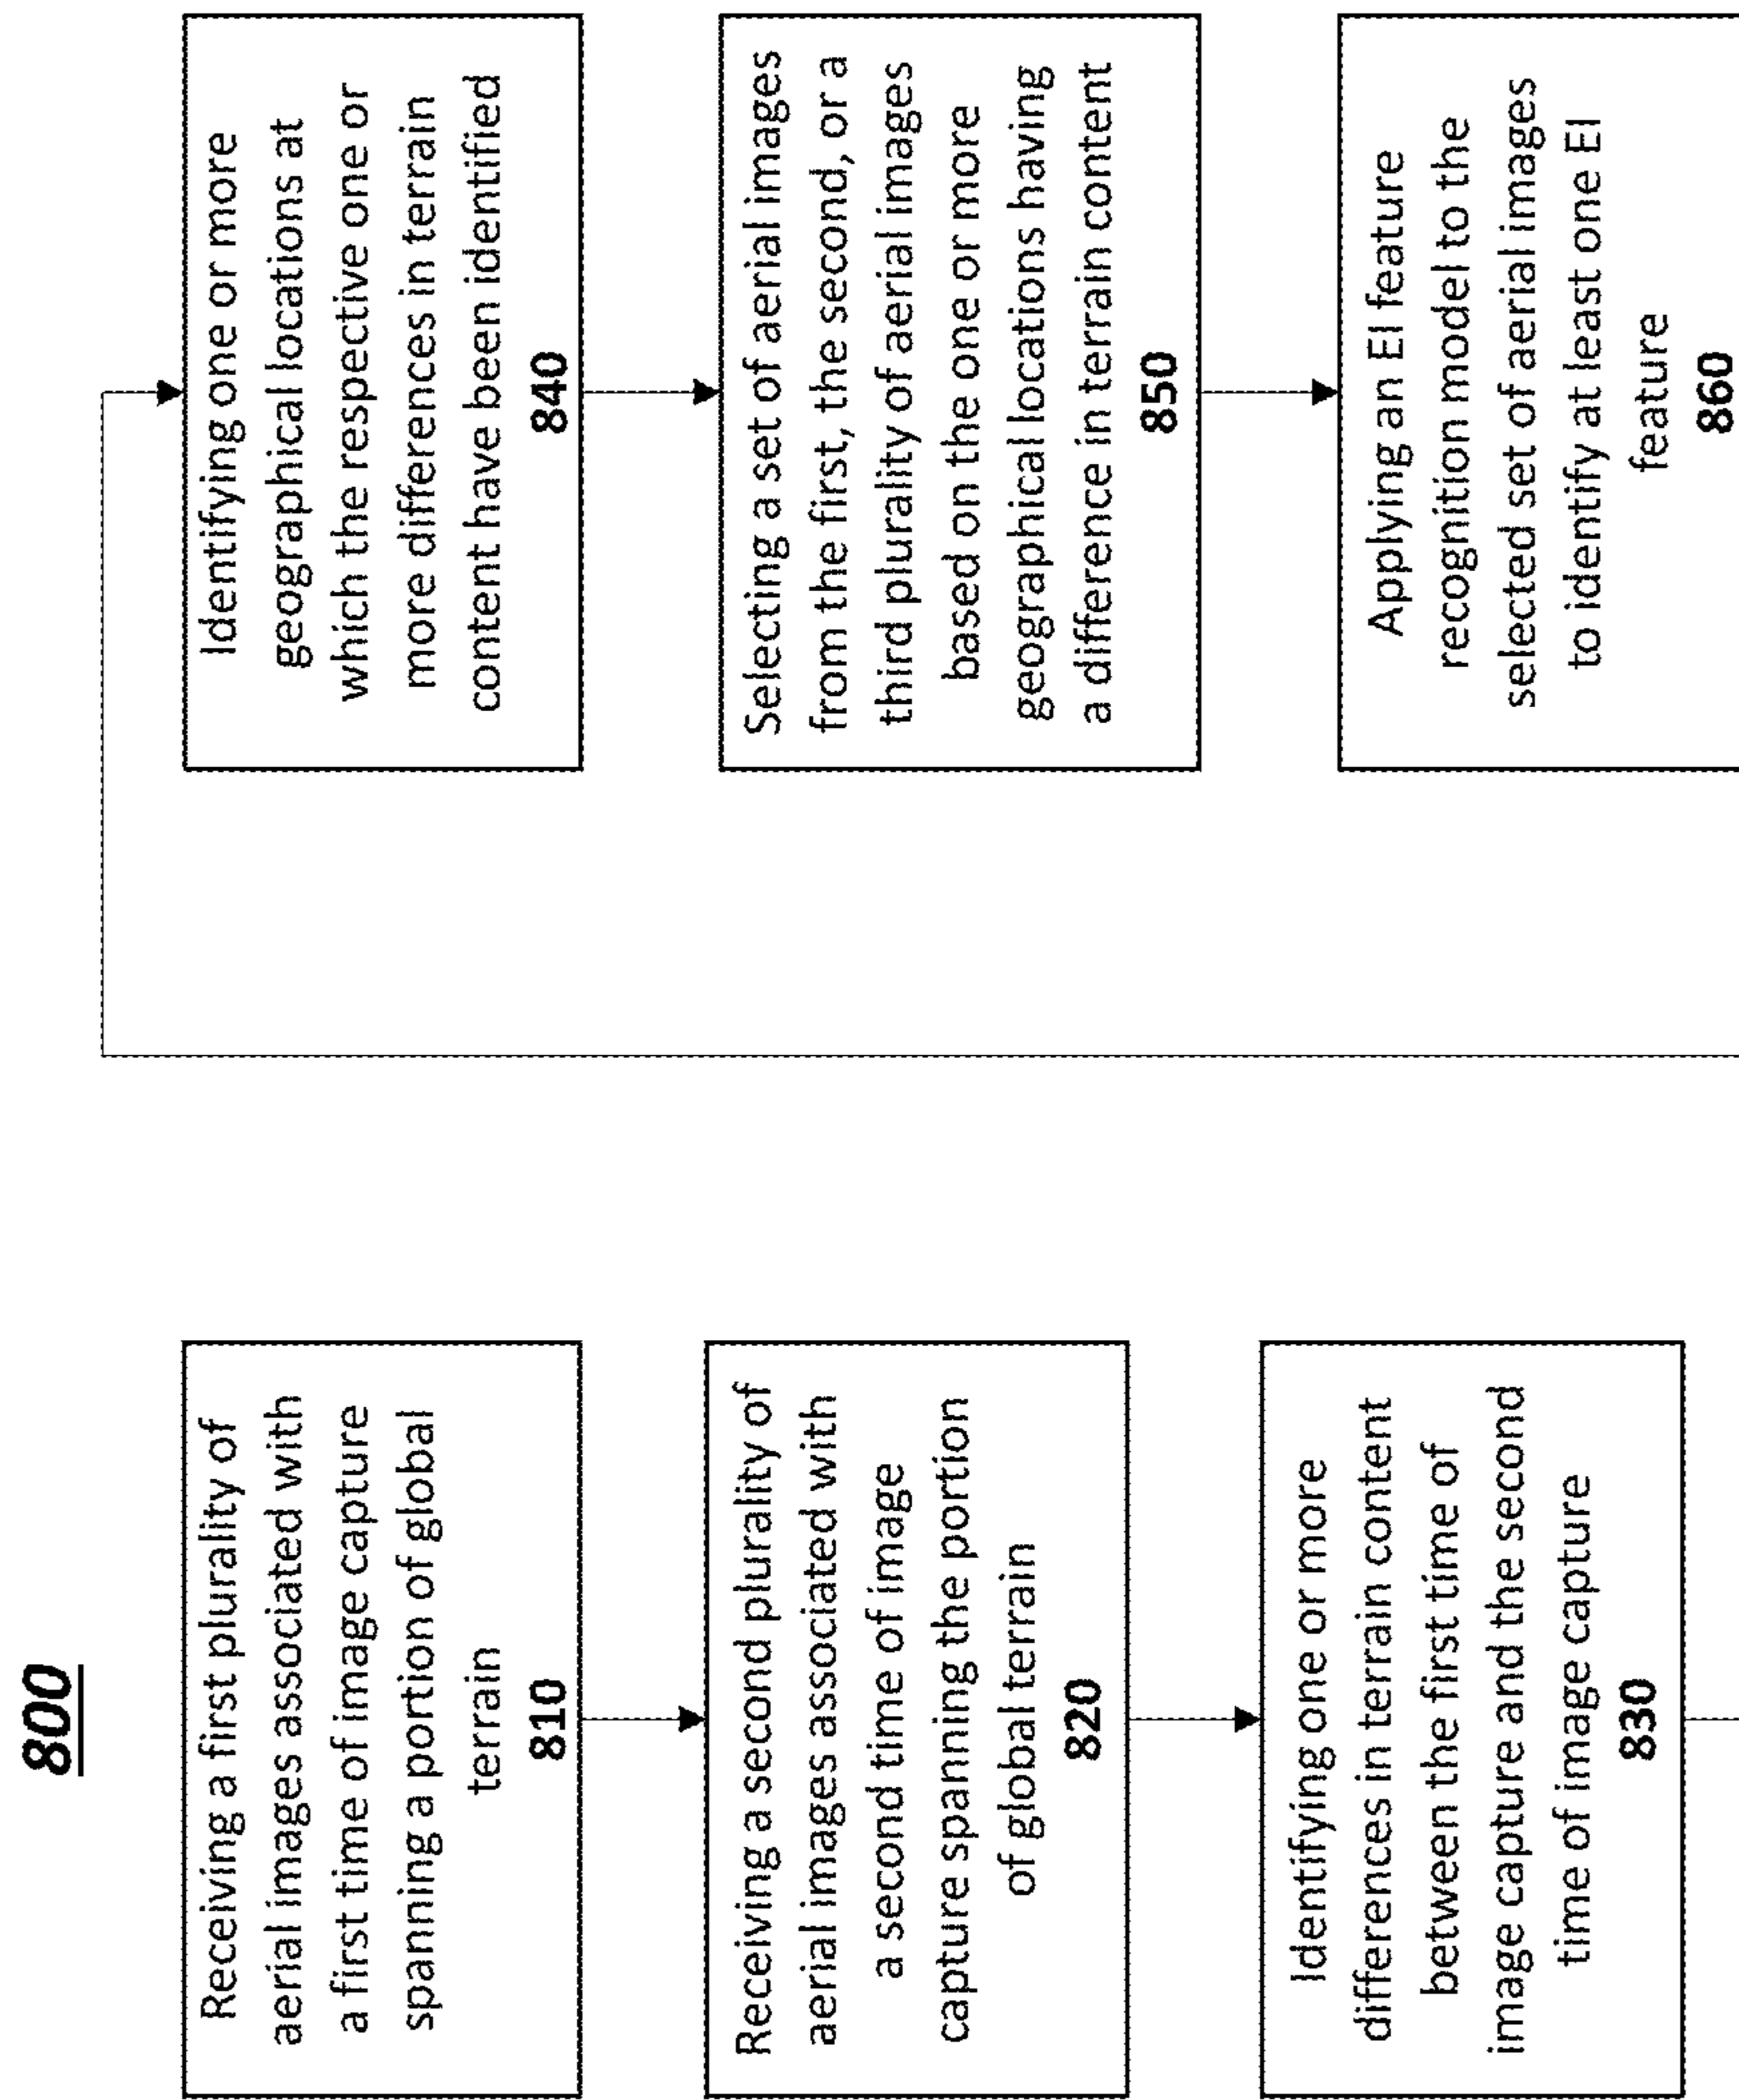 800
Receiving a first plurality of
aerial images associated with
a first time of image capture
spanning a portion of global
terrain
810
Receiving a second plurality of
aerial images associated with
a second time of image
capture spanning the portion
of global terrain
820
Identifying one or more
differences in terrain content
between the first time of
image capture and the second
time of image capture
830
Identifying one or more
geographical locations at
which the respective one or
more differences in terrain
content have been identified
840
Selecting a set of aerial images
from the first, the second, or a
third plurality of aerial images
based on the one or more
geographical locations having
a difference in terrain content
850
Applying an EI feature
recognition model to the
selected set of aerial images
to identify at least one EI
feature
860